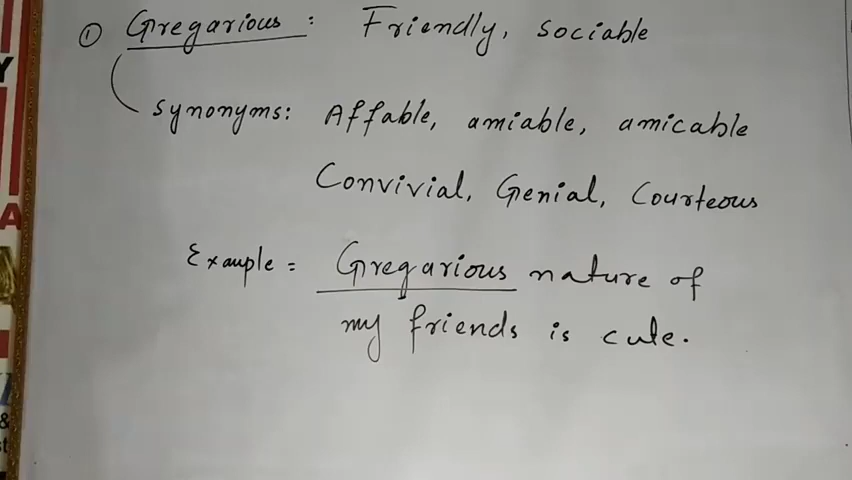 ① Gregarious : Friendly, sociable
Synonyms: Affable, amiable, amicable
Convivial, Genial, Courteous
Example = Gregarious nature of
my friends is cute.
Y
A
&
st